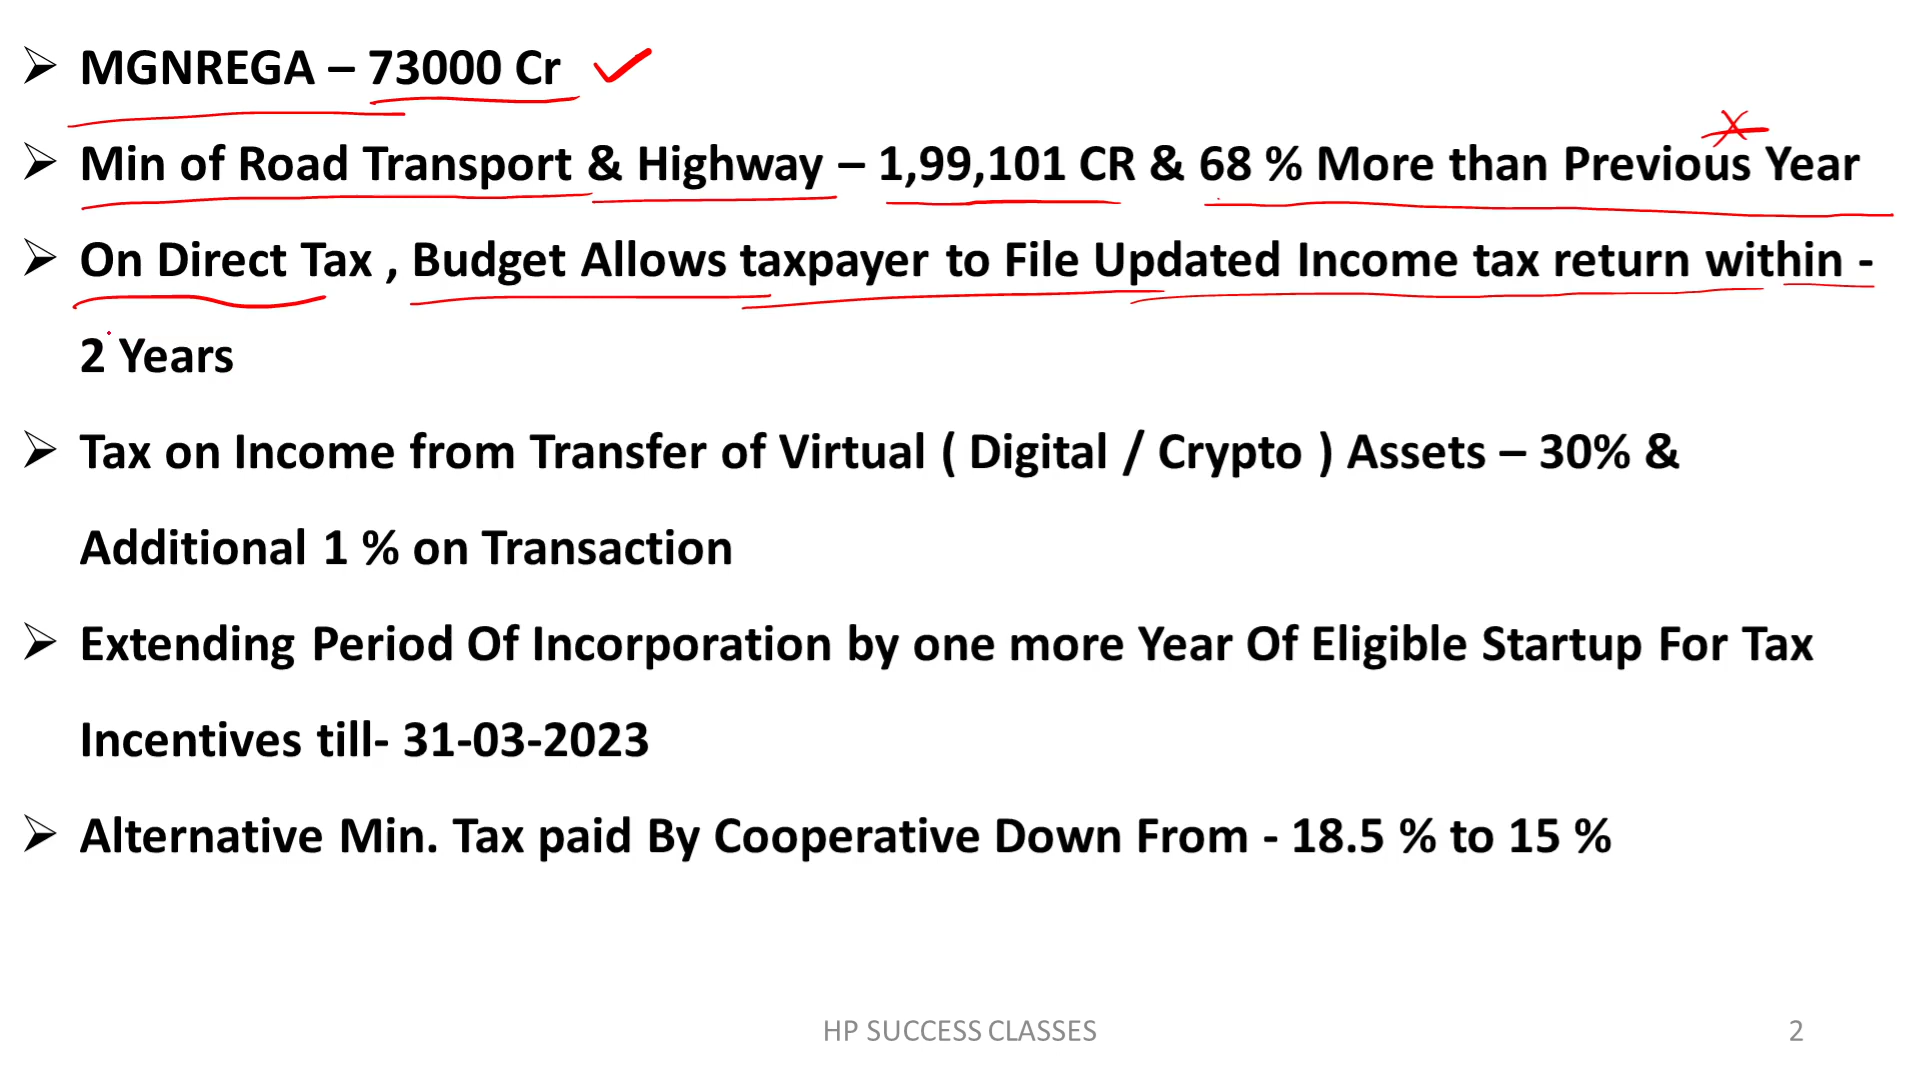 ➢ MGNREGA – 73000 Cr
➢ Min of Road Transport & Highway – 1,99,101 CR & 68 % More than Previous Year
➢ On Direct Tax , Budget Allows taxpayer to File Updated Income tax return within -
2 Years
➢ Tax on Income from Transfer of Virtual ( Digital / Crypto ) Assets – 30% &
Additional 1 % on Transaction
➢ Extending Period Of Incorporation by one more Year Of Eligible Startup For Tax
Incentives till- 31-03-2023
➢ Alternative Min. Tax paid By Cooperative Down From - 18.5 % to 15 %
HP SUCCESS CLASSES
2